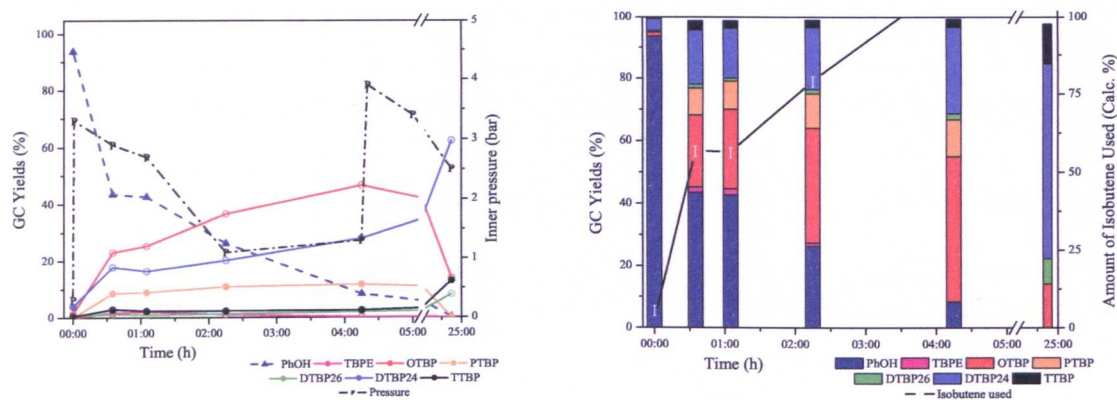 100
80
60
40
20
0
GC Yields (%)
5
4
3
2
1
0
Inner pressure (bar)
P
P
P
P
P
P
P
P
P
00:00 01:00 02:00 03:00 04:00 05:00 25:00
Time (h)
PhOH TBPE OTBP PTBP
DTBP26 DTBP24 TTBP
P Pressure
100
80
60
40
20
0
GC Yields (%)
100
75
50
25
0
Amount of Isobutene Used (Calc. %)
I
I
I
I
00:00 01:00 02:00 03:00 04:00 05:00 25:00
Time (h)
PhOH TBPE OTBP PTBP
DTBP26 DTBP24 TTBP
Isobutene used